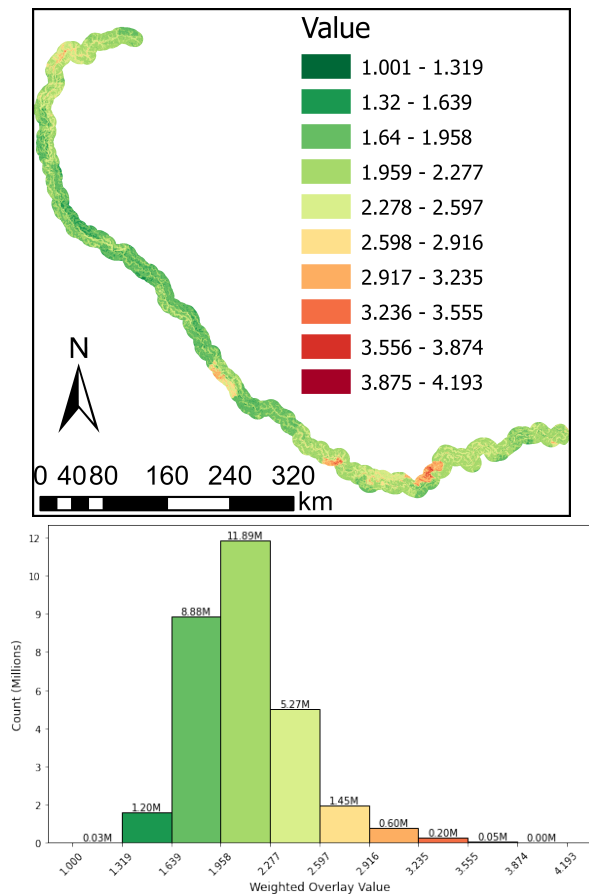 Value
1.001 - 1.319
1.32 - 1.639
1.64 - 1.958
1.959 - 2.277
2.278 - 2.597
2.598 - 2.916
2.917 - 3.235
3.236 - 3.555
3.556 - 3.874
3.875 - 4.193
N
0 40 80 160 240 320
km
12
11.89M
9
8.88M
8
6
5.27M
4
3
2
1.20M
1.45M
0
0.03M
0.60M
0.20M
0.05M
0.00M
Count (Millions)
1.000 1.319 1.639 1.958 2.277 2.597 2.916 3.235 3.555 3.874 4.193
Weighted Overlay Value